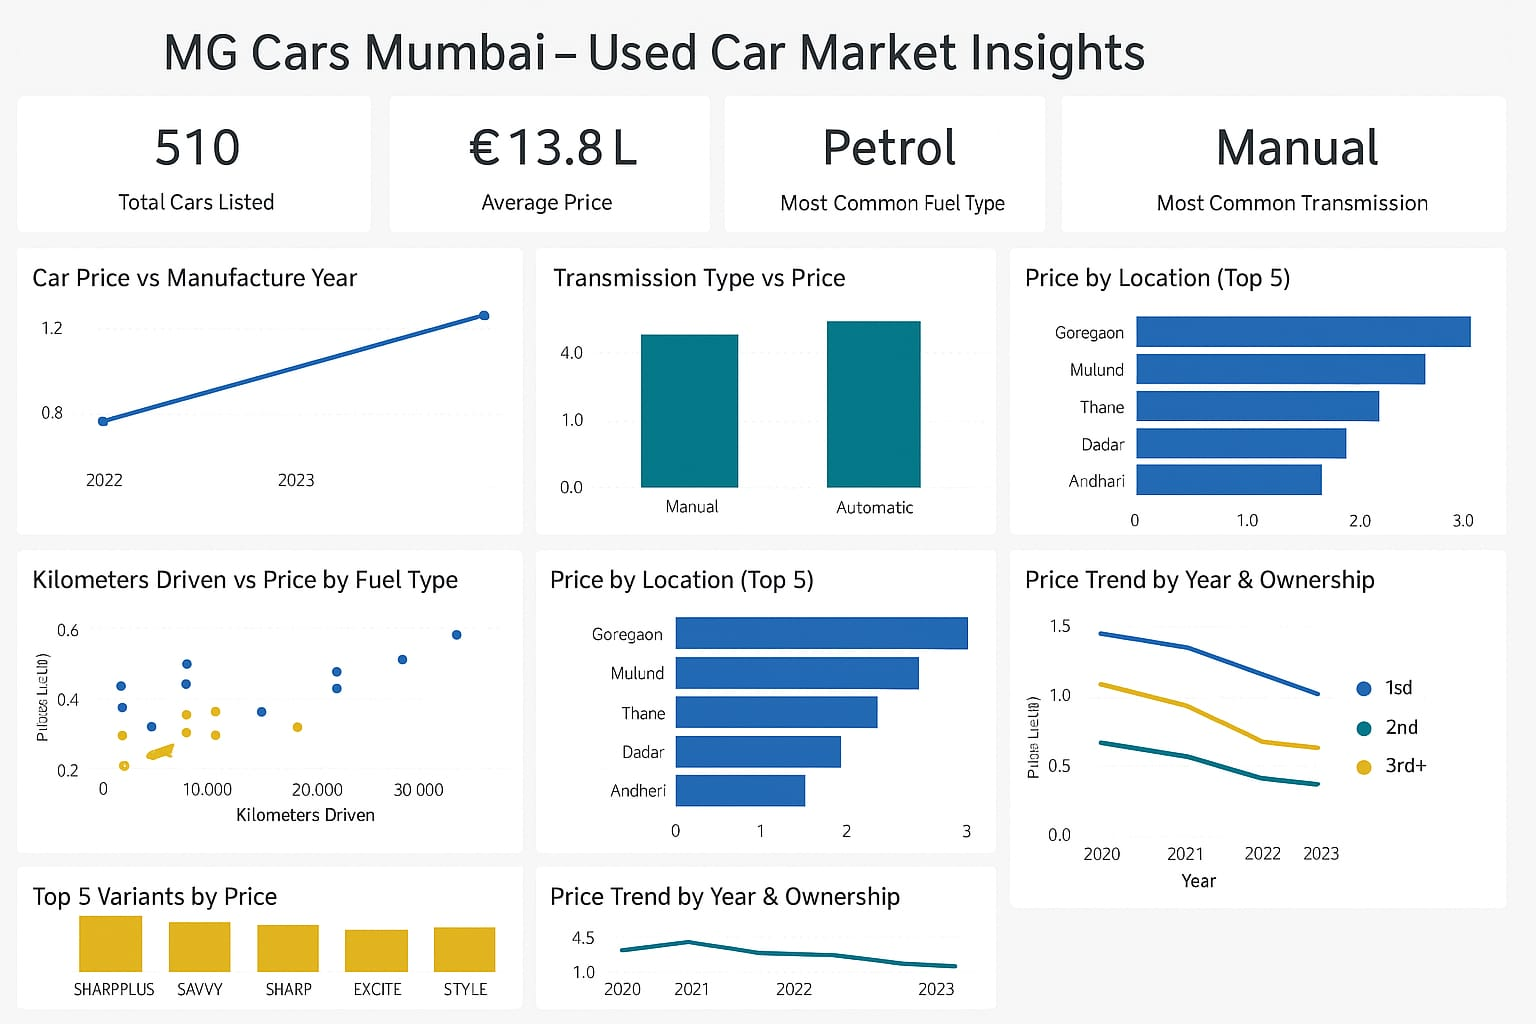 MG Cars Mumbai – Used Car Market Insights
510
Total Cars Listed
€ 13.8 L
Average Price
Petrol
Most Common Fuel Type
Manual
Most Common Transmission
Car Price vs Manufacture Year
1.2
0.8
2022 2023
Transmission Type vs Price
4.0
1.0
0.0
Manual Automatic
Price by Location (Top 5)
Goregaon
Mulund
Thane
Dadar
Andhari
0 1.0 2.0 3.0
Kilometers Driven vs Price by Fuel Type
0.6
0.4
0.2
0 10.000 20.000 30 000
Kilometers Driven
Price by Location (Top 5)
Goregaon
Mulund
Thane
Dadar
Andheri
0 1 2 3
Price Trend by Year & Ownership
1.5
1.0
0.5
0.0
2020 2021 2022 2023
Year
1sd
2nd
3rd+
Top 5 Variants by Price
SHARPPLUS SAVVY SHARP EXCITE STYLE
Price Trend by Year & Ownership
4.5
1.0
2020 2021 2022 2023